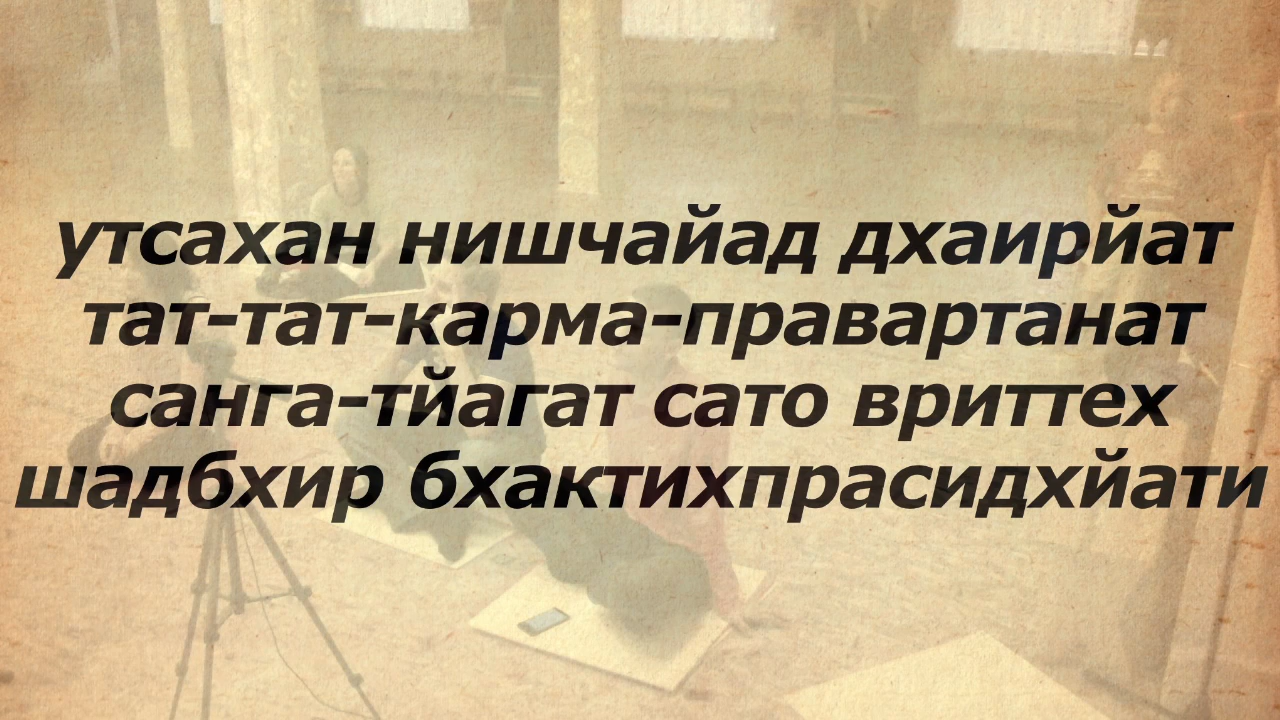 утсахан нишчайад дхаирйат
тат-тат-карма-правартанат
санга-тйагат сато вриттех
шадбхир бхактихпрасидхйати